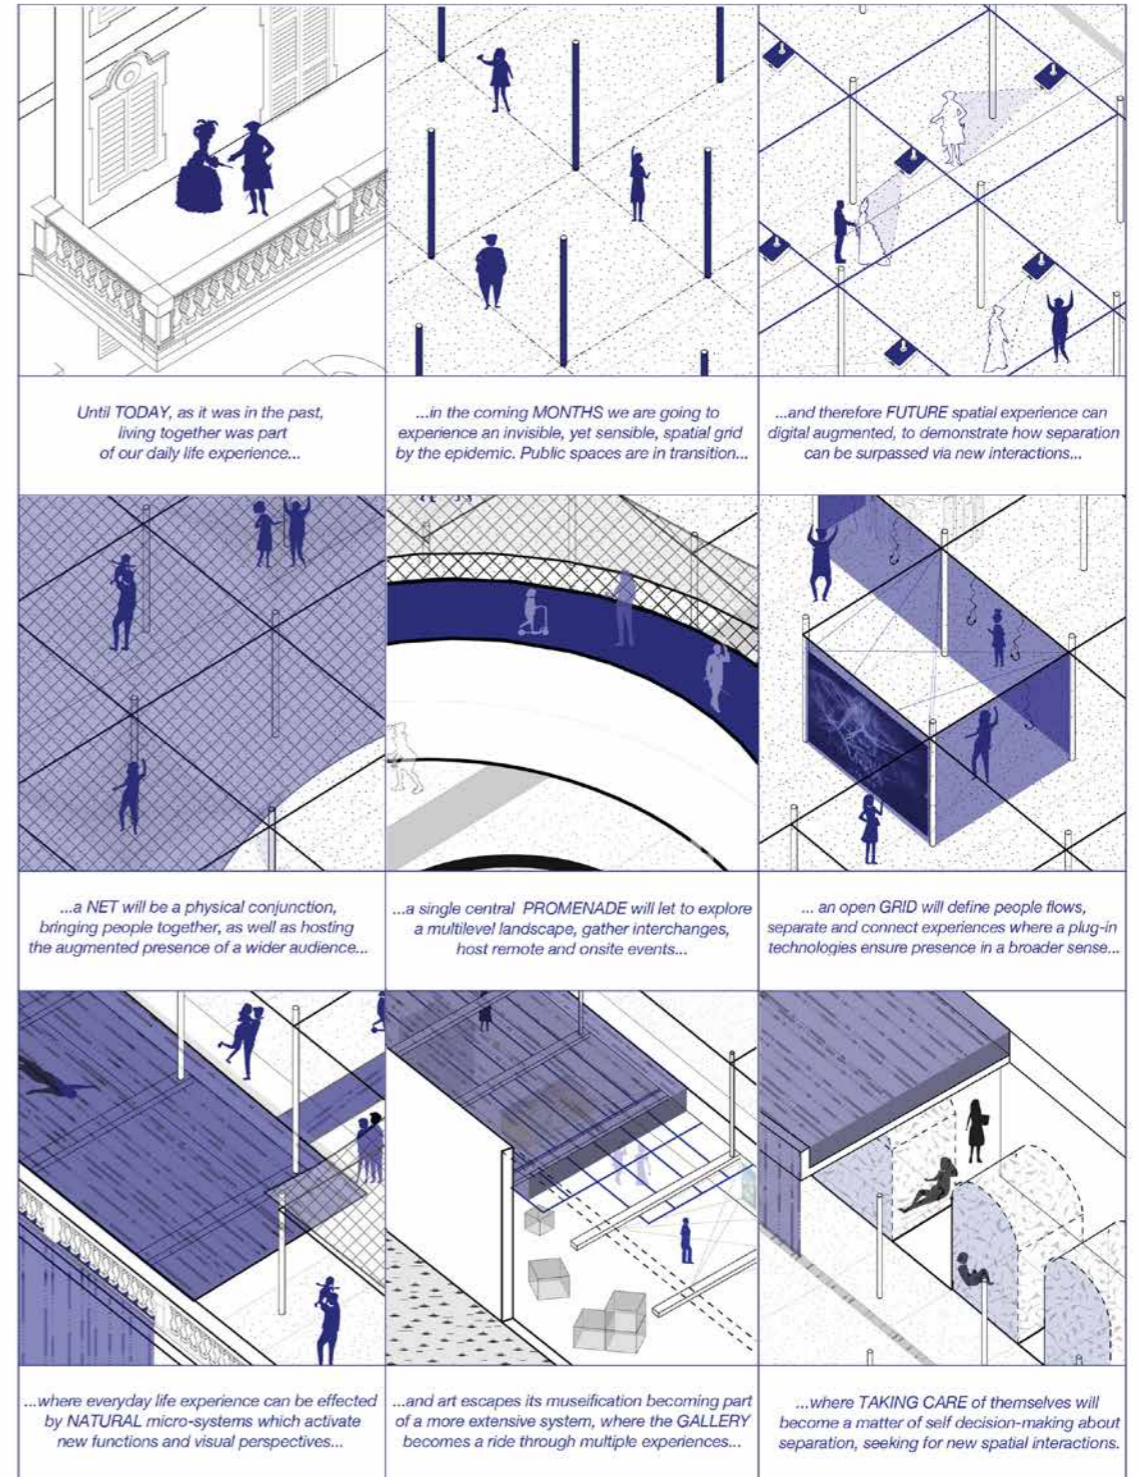 Until TODAY, as it was in the past,
living together was part
of our daily life experience...
...in the coming MONTHS we are going to
experience an invisible, yet sensible, spatial grid
by the epidemic. Public spaces are in transition...
...and therefore FUTURE spatial experience can
digital augmented, to demonstrate how separation
can be surpassed via new interactions...
...a NET will be a physical conjunction,
bringing people together, as well as hosting
the augmented presence of a wider audience...
...a single central PROMENADE will let to explore
a multilevel landscape, gather interchanges,
host remote and onsite events...
... an open GRID will define people flows,
separate and connect experiences where a plug-in
technologies ensure presence in a broader sense...
...where everyday life experience can be effected
by NATURAL micro-systems which activate
new functions and visual perspectives...
...and art escapes its museification becoming part
of a more extensive system, where the GALLERY
becomes a ride through multiple experiences...
...where TAKING CARE of themselves will
become a matter of self decision-making about
separation, seeking for new spatial interactions.